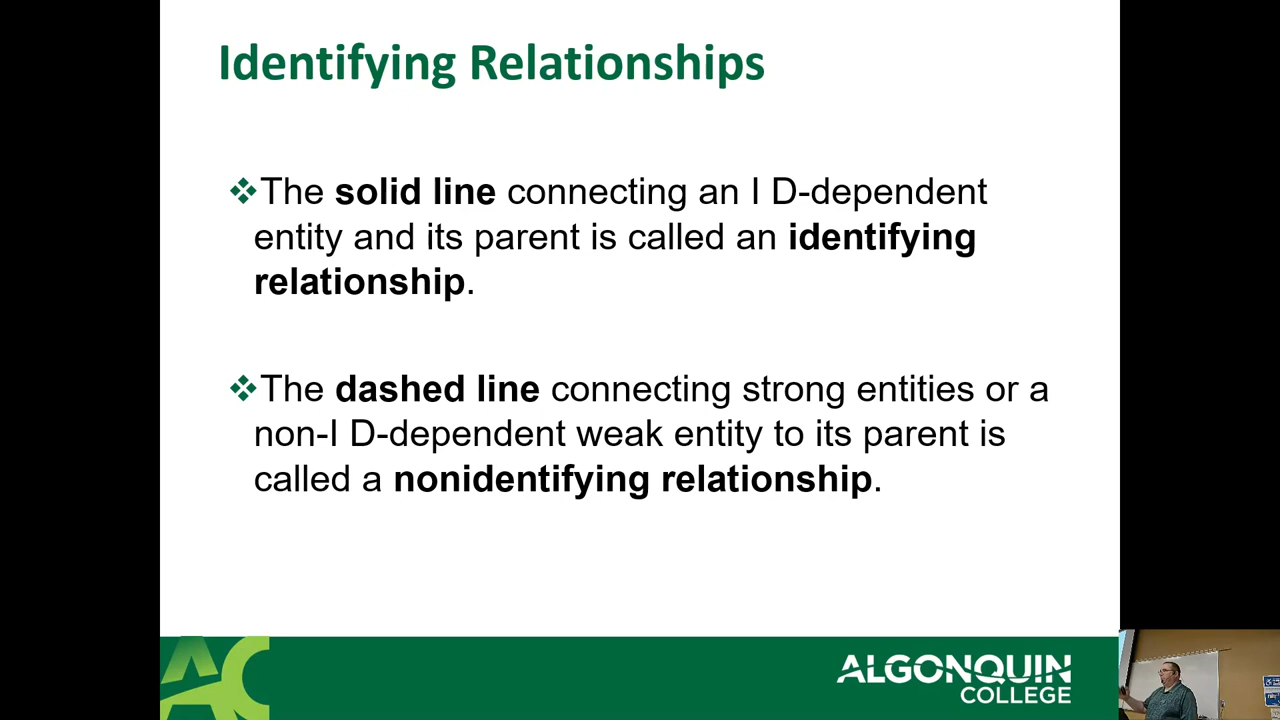 Identifying Relationships
❖The solid line connecting an I D-dependent
entity and its parent is called an identifying
relationship.
❖The dashed line connecting strong entities or a
non-I D-dependent weak entity to its parent is
called a nonidentifying relationship.
AC
ALGONQUIN
COLLEGE